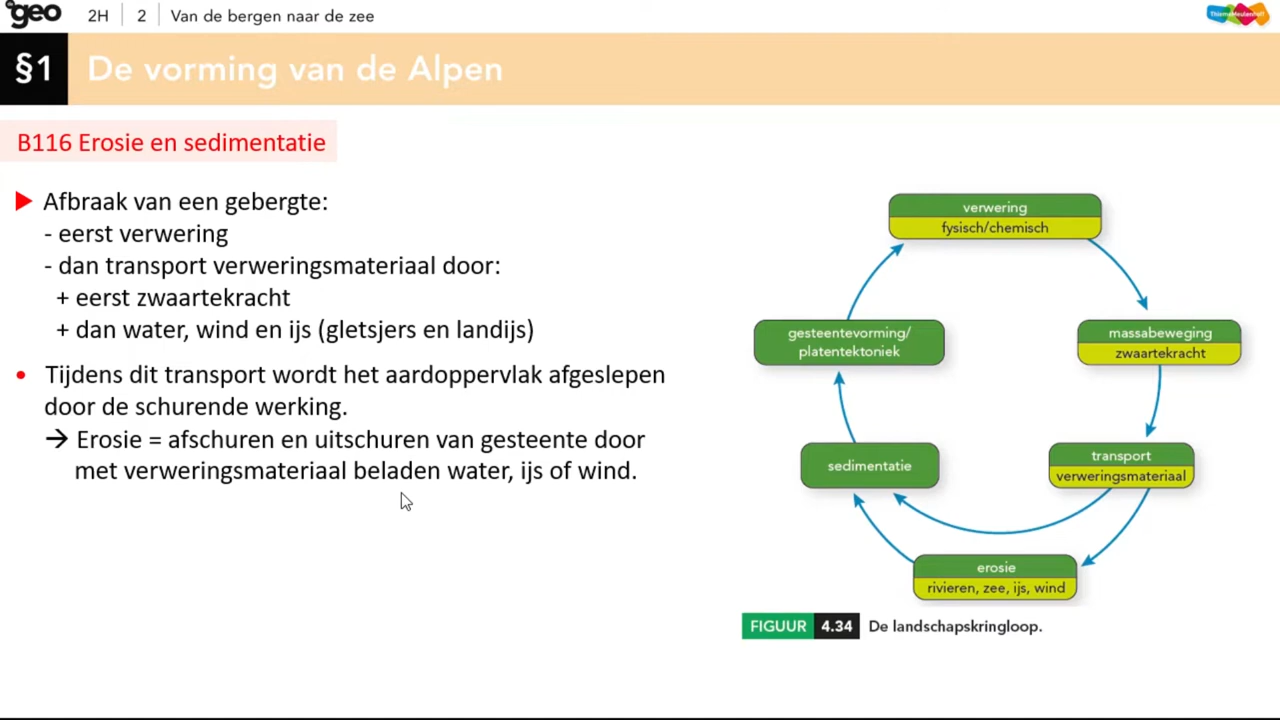 geo 2H 2 Van de bergen naar de zee
ThiemeMeulenhoff
§1 De vorming van de Alpen
B116 Erosie en sedimentatie
Afbraak van een gebergte:
- eerst verwering
- dan transport verweringsmateriaal door:
+ eerst zwaartekracht
+ dan water, wind en ijs (gletsjers en landijs)
• Tijdens dit transport wordt het aardoppervlak afgeslepen
door de schurende werking.
→ Erosie = afschuren en uitschuren van gesteente door
met verweringsmateriaal beladen water, ijs of wind.
verwering
fysisch/chemisch
gesteentevorming/
platentektoniek
massabeweging
zwaartekracht
sedimentatie
transport
verweringsmateriaal
erosie
rivieren, zee, ijs, wind
FIGUUR 4.34 De landschapskringloop.